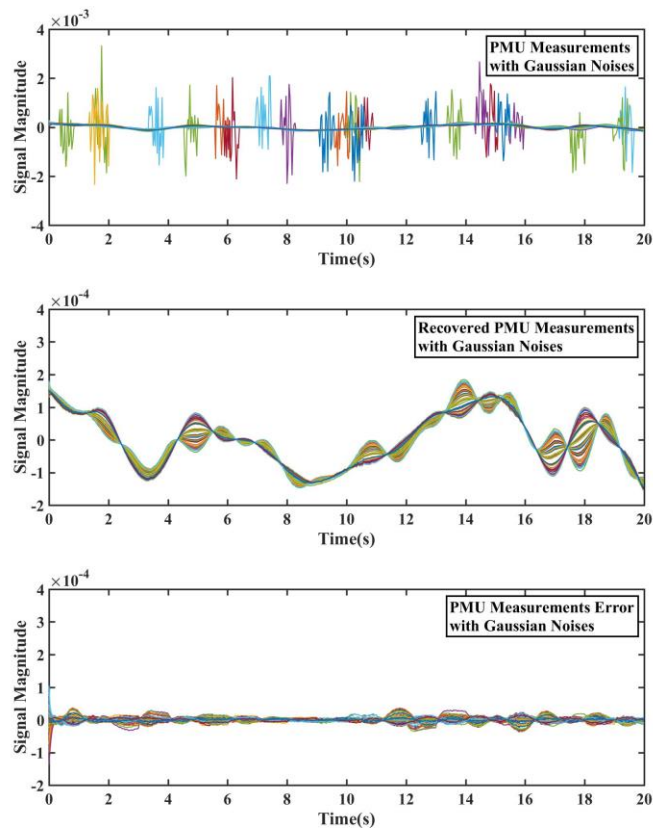 ×10⁻³
4
2
0
-2
-4
Signal Magnitude
PMU Measurements
with Gaussian Noises
0 2 4 6 8 10 12 14 16 18 20
Time(s)
×10⁻⁴
4
3
2
1
0
-1
-2
Signal Magnitude
Recovered PMU Measurements
with Gaussian Noises
0 2 4 6 8 10 12 14 16 18 20
Time(s)
×10⁻⁴
4
3
2
1
0
-1
-2
Signal Magnitude
PMU Measurements Error
with Gaussian Noises
0 2 4 6 8 10 12 14 16 18 20
Time(s)